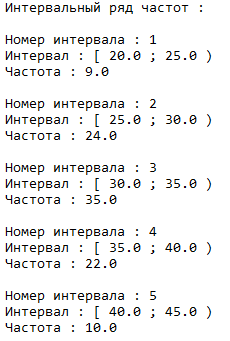 Интервальный ряд частот :
Номер интервала : 1
Интервал : [ 20.0 ; 25.0 )
Частота : 9.0
Номер интервала : 2
Интервал : [ 25.0 ; 30.0 )
Частота : 24.0
Номер интервала : 3
Интервал : [ 30.0 ; 35.0 )
Частота : 35.0
Номер интервала : 4
Интервал : [ 35.0 ; 40.0 )
Частота : 22.0
Номер интервала : 5
Интервал : [ 40.0 ; 45.0 )
Частота : 10.0